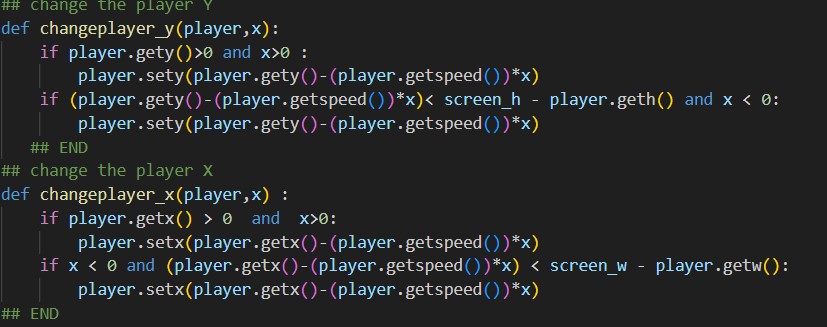 ## change the player Y
def changeplayer_y(player,x):
    if player.gety()>0 and x>0 :
        player.sety(player.gety()-(player.getspeed())*x)
    if (player.gety()-(player.getspeed())*x)< screen_h - player.geth() and x < 0:
        player.sety(player.gety()-(player.getspeed())*x)
   ## END
## change the player X
def changeplayer_x(player,x) :
    if player.getx() > 0  and  x>0:
        player.setx(player.getx()-(player.getspeed())*x)
    if x < 0 and (player.getx()-(player.getspeed())*x) < screen_w - player.getw():
        player.setx(player.getx()-(player.getspeed())*x)
## END